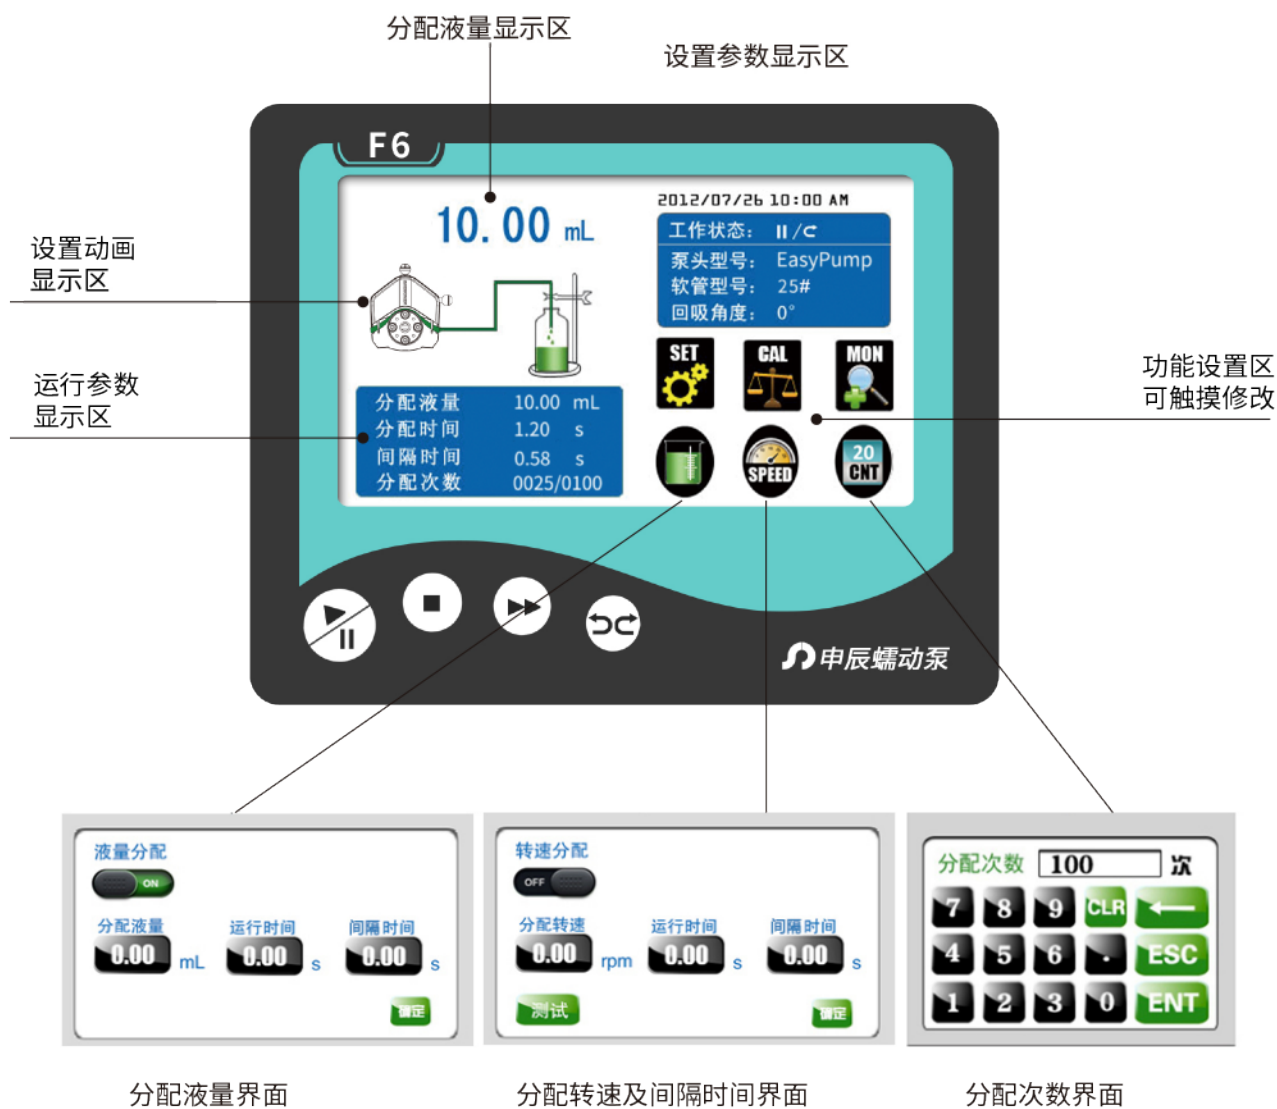 分配液量显示区
设置参数显示区
F6
10.00 mL
2012/07/26 10:00 AM
工作状态：
泵头型号： EasyPump
软管型号： 25#
回吸角度： 0°
设置动画
显示区
SET
CAL
MON
功能设置区
可触摸修改
运行参数
显示区
分配液量 10.00 mL
分配时间 1.20 s
间隔时间 0.58 s
分配次数 0025/0100
SPEED
20
CNT
申辰蠕动泵
液量分配
ON
分配液量 运行时间 间隔时间
0.00 mL 0.00 s 0.00 s
确定
转速分配
OFF
分配转速 运行时间 间隔时间
0.00 rpm 0.00 s 0.00 s
测试 确定
分配次数 100 次
7 8 9 CLR
4 5 6 . ESC
1 2 3 0 ENT
分配液量界面
分配转速及间隔时间界面
分配次数界面